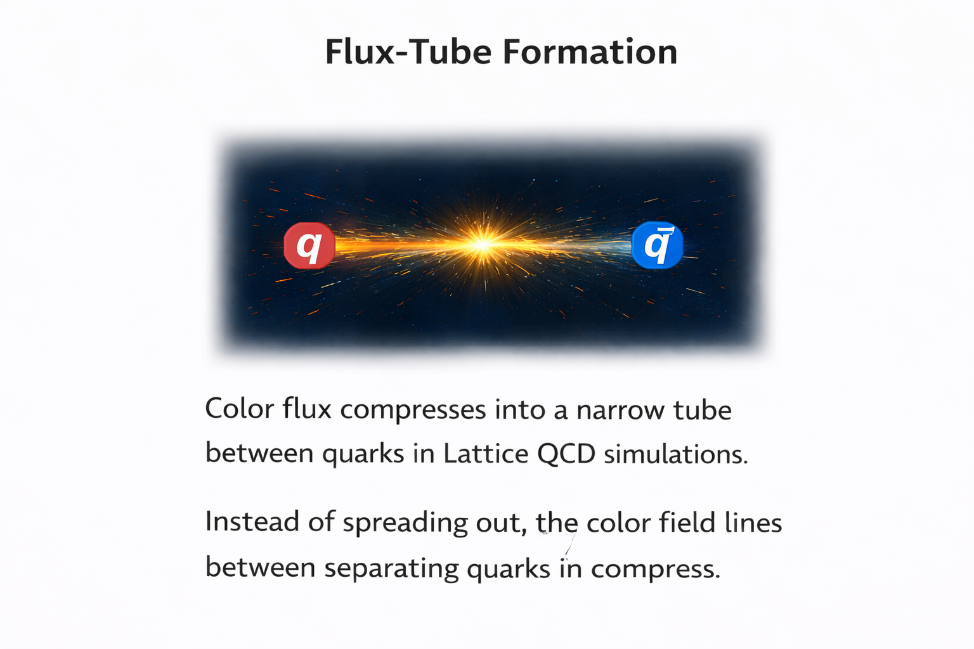 Flux-Tube Formation
q q̄
Color flux compresses into a narrow tube
between quarks in Lattice QCD simulations.
Instead of spreading out, the color field lines
between separating quarks in compress.